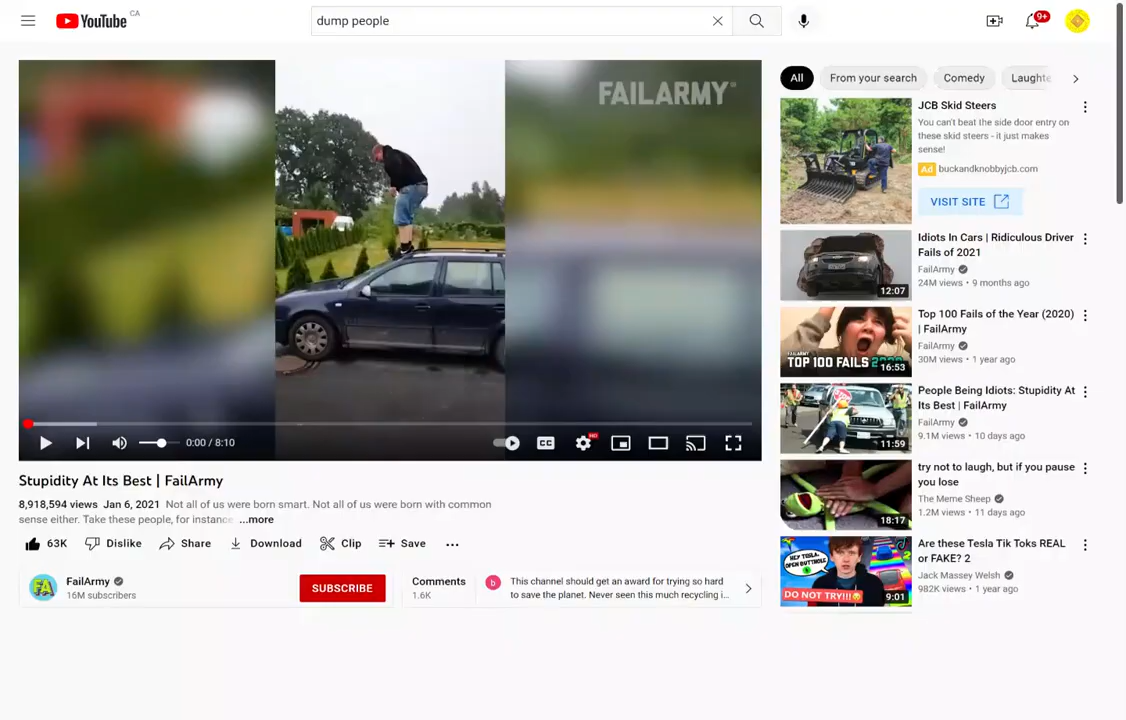 YouTube CA
dump people
9+
FAILARMY
0:00 / 8:10
CC
HD
Stupidity At Its Best | FailArmy
8,918,594 views Jan 6, 2021 Not all of us were born smart. Not all of us were born with common
sense either. Take these people, for instance ...more
63K
Dislike
Share
Download
Clip
Save
FA
FailArmy
16M subscribers
SUBSCRIBE
Comments
1.6K
b
This channel should get an award for trying so hard
to save the planet. Never seen this much recycling i...
All
From your search
Comedy
Laughte
JCB Skid Steers
You can't beat the side door entry on
these skid steers - it just makes
sense!
Ad buckandknobbyjcb.com
VISIT SITE
12:07
Idiots In Cars | Ridiculous Driver
Fails of 2021
FailArmy
24M views • 9 months ago
FAILARMY
TOP 100 FAILS
16:53
Top 100 Fails of the Year (2020)
| FailArmy
FailArmy
30M views • 1 year ago
11:59
People Being Idiots: Stupidity At
Its Best | FailArmy
FailArmy
9.1M views • 10 days ago
18:17
try not to laugh, but if you pause
you lose
The Meme Sheep
1.2M views • 11 days ago
HEY TESLA,
OPEN BUTTHOLE
DO NOT TRY!!!
9:01
Are these Tesla Tik Toks REAL
or FAKE? 2
Jack Massey Welsh
982K views • 1 year ago